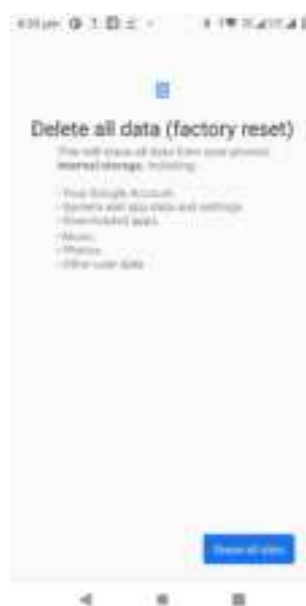 Delete all data (factory reset)
This will erase all data from your phone's
internal storage, including:
• Your Google Account
• System and app data and settings
• Downloaded apps
• Music
• Photos
• Other user data
Erase all data